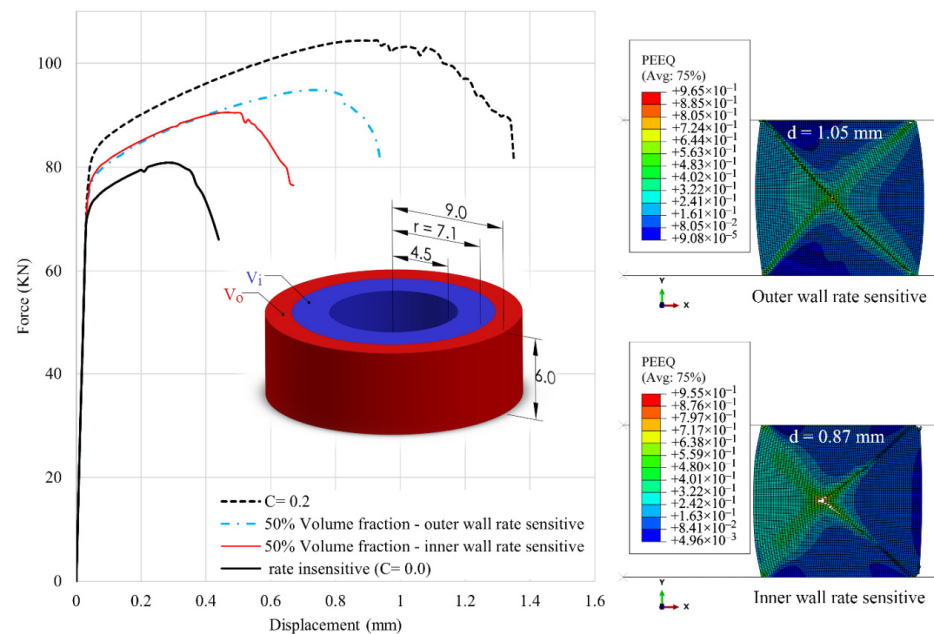 Force (KN)
100
80
60
40
20
0
0
0.2
0.4
0.6
0.8
1
1.2
1.4
1.6
Displacement (mm)
9.0
r = 7.1
4.5
Vi
Vo
6.0
C= 0.2
50% Volume fraction - outer wall rate sensitive
50% Volume fraction - inner wall rate sensitive
rate insensitive (C= 0.0)
PEEQ
(Avg: 75%)
+9.65×10⁻¹
+8.85×10⁻¹
+8.05×10⁻¹
+7.24×10⁻¹
+6.44×10⁻¹
+5.63×10⁻¹
+4.83×10⁻¹
+4.02×10⁻¹
+3.22×10⁻¹
+2.41×10⁻¹
+1.61×10⁻¹
+8.05×10⁻²
+9.08×10⁻⁵
d = 1.05 mm
Y
X
Outer wall rate sensitive
PEEQ
(Avg: 75%)
+9.55×10⁻¹
+8.76×10⁻¹
+7.97×10⁻¹
+7.17×10⁻¹
+6.38×10⁻¹
+5.59×10⁻¹
+4.80×10⁻¹
+4.01×10⁻¹
+3.22×10⁻¹
+2.42×10⁻¹
+1.63×10⁻¹
+8.41×10⁻²
+4.96×10⁻³
d = 0.87 mm
Y
X
Inner wall rate sensitive